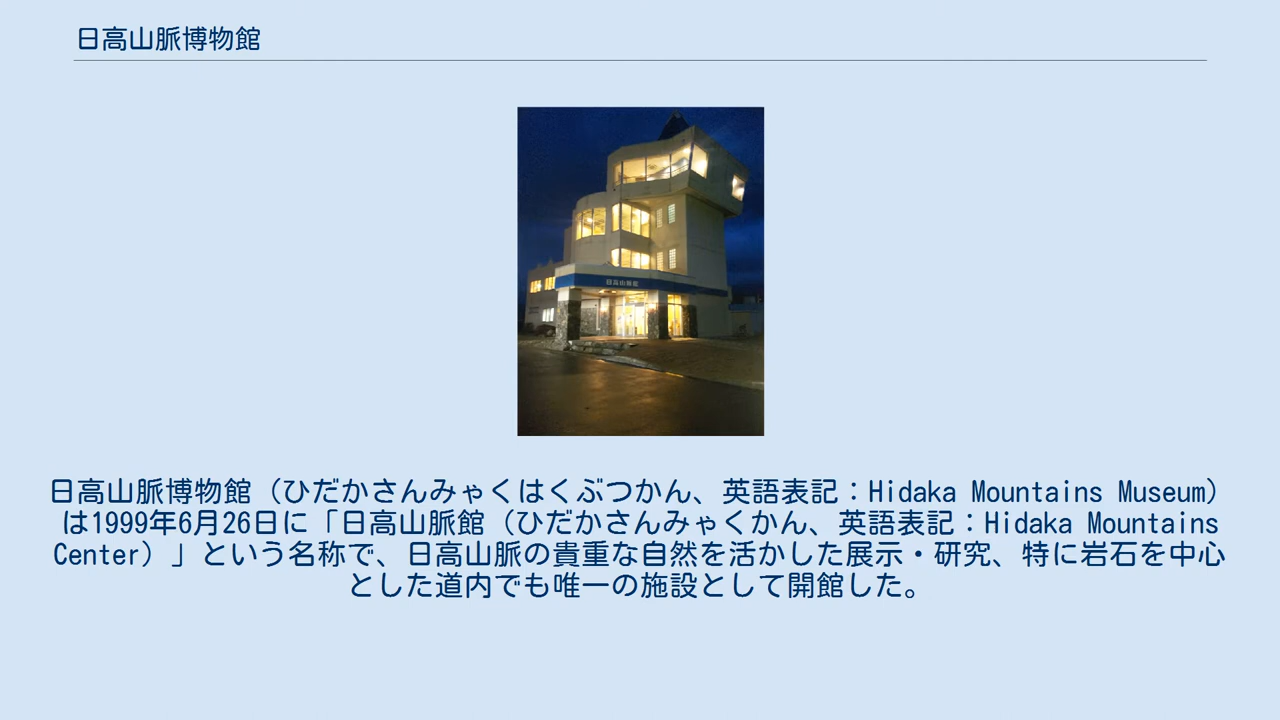 日高山脈博物館
日高山脈館
日高山脈博物館（ひだかさんみゃくはくぶつかん、英語表記：Hidaka Mountains Museum）
は1999年6月26日に「日高山脈館（ひだかさんみゃくかん、英語表記：Hidaka Mountains
Center）」という名称で、日高山脈の貴重な自然を活かした展示・研究、特に岩石を中心
とした道内でも唯一の施設として開館した。